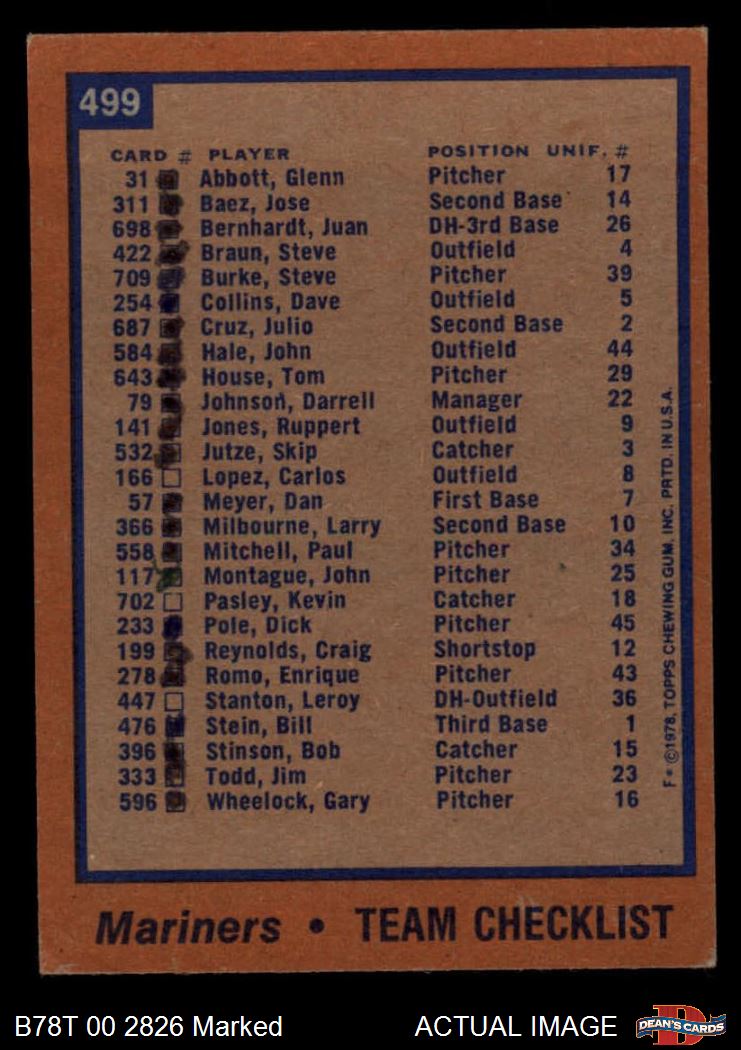 499
CARD # PLAYER POSITION UNIF. #
31 Abbott, Glenn Pitcher 17
311 Baez, Jose Second Base 14
698 Bernhardt, Juan DH-3rd Base 26
422 Braun, Steve Outfield 4
709 Burke, Steve Pitcher 39
254 Collins, Dave Outfield 5
687 Cruz, Julio Second Base 2
584 Hale, John Outfield 44
643 House, Tom Pitcher 29
79 Johnson, Darrell Manager 22
141 Jones, Ruppert Outfield 9
532 Jutze, Skip Catcher 3
166 Lopez, Carlos Outfield 8
57 Meyer, Dan First Base 7
366 Milbourne, Larry Second Base 10
558 Mitchell, Paul Pitcher 34
117 Montague, John Pitcher 25
702 Pasley, Kevin Catcher 18
233 Pole, Dick Pitcher 45
199 Reynolds, Craig Shortstop 12
278 Romo, Enrique Pitcher 43
447 Stanton, Leroy DH-Outfield 36
476 Stein, Bill Third Base 1
396 Stinson, Bob Catcher 15
333 Todd, Jim Pitcher 23
596 Wheelock, Gary Pitcher 16
F* ©1978, TOPPS CHEWING GUM, INC. PRTD. IN U.S.A.
Mariners • TEAM CHECKLIST
B78T 00 2826 Marked ACTUAL IMAGE
D
DEAN'S CARDS